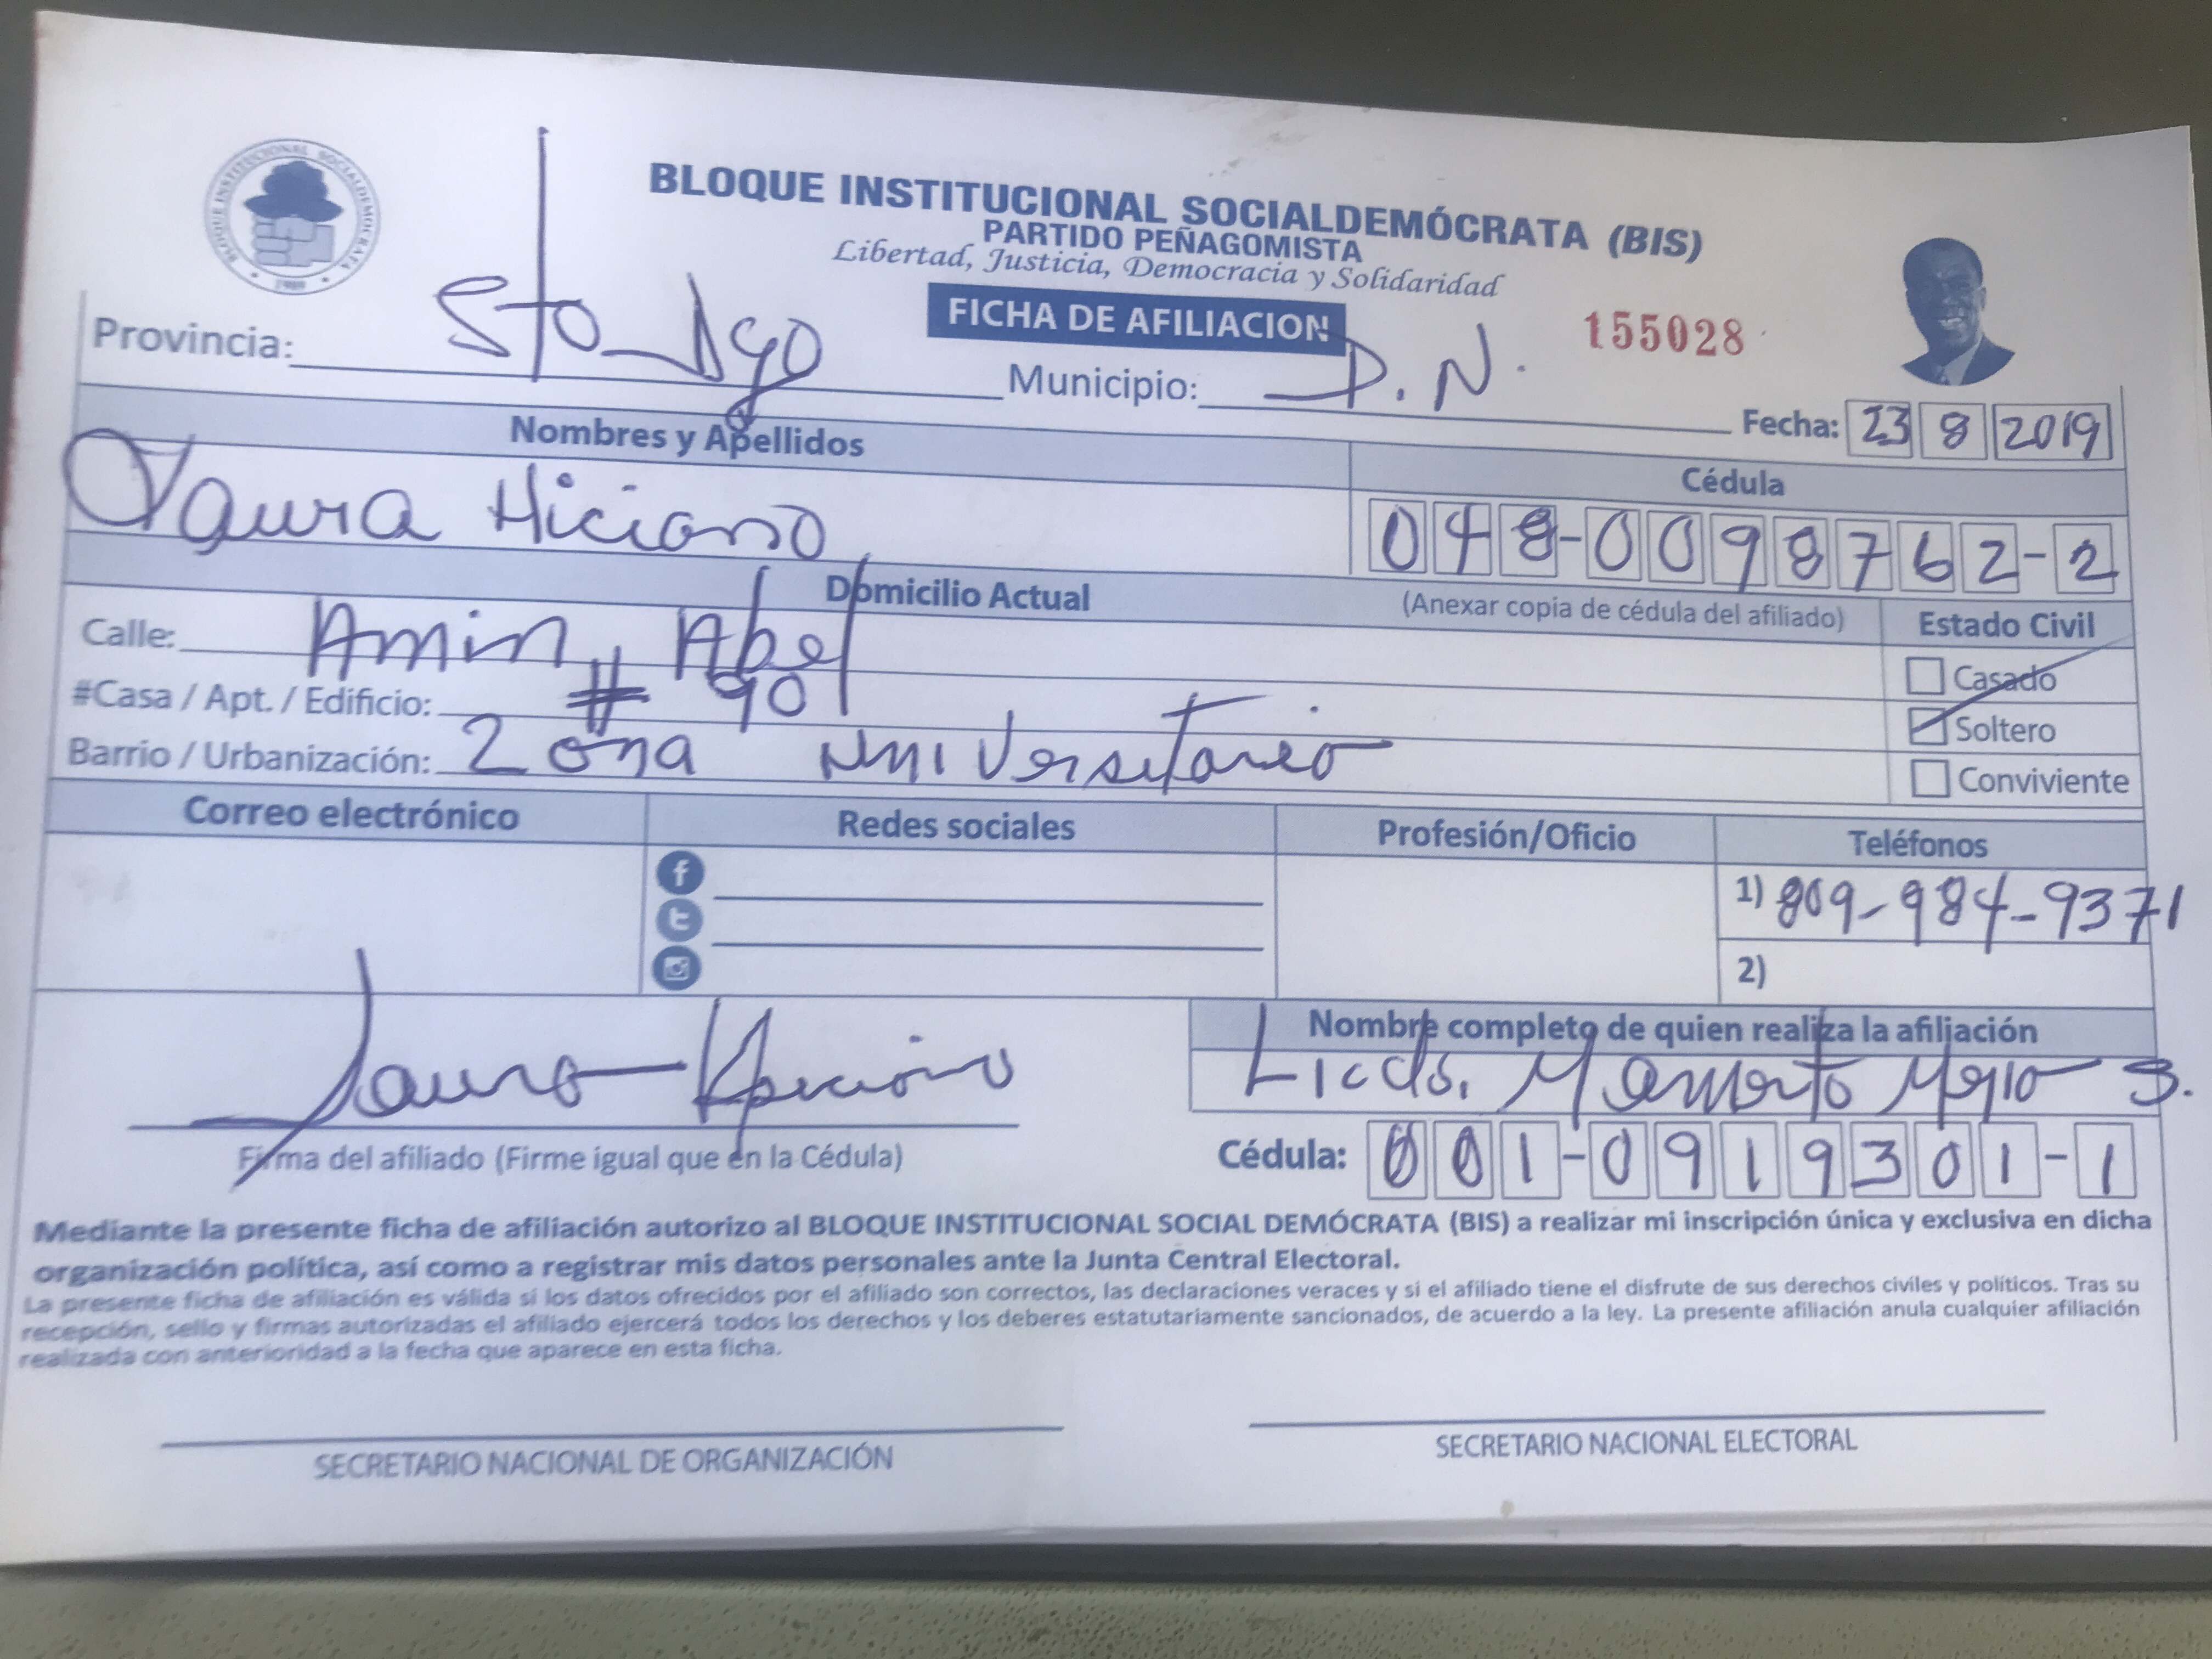 BLOQUE INSTITUCIONAL SOCIALDEMOCRATA
1989
BLOQUE INSTITUCIONAL SOCIALDEMÓCRATA (BIS)
PARTIDO PEÑAGOMISTA
Libertad, Justicia, Democracia y Solidaridad
FICHA DE AFILIACION
155028
Provincia: Sto Dgo Municipio: D.N.
Fecha: 23 8 2019
Nombres y Apellidos
Cédula
Hiciano
048-0098762-2
Domicilio Actual
(Anexar copia de cédula del afiliado)
Estado Civil
Calle: Amin Abel
Casado
#Casa / Apt. / Edificio: # 90
Soltero
Barrio / Urbanización: Zona Universitario
Conviviente
Correo electrónico
Redes sociales
Profesión/Oficio
Teléfonos
1) 809-984-9371
2)
Nombre completo de quien realiza la afiliación
Licdo. Mejio
Firma del afiliado (Firme igual que en la Cédula)
Cédula: 001-0919301-1
Mediante la presente ficha de afiliación autorizo al BLOQUE INSTITUCIONAL SOCIAL DEMÓCRATA (BIS) a realizar mi inscripción única y exclusiva en dicha
organización política, así como a registrar mis datos personales ante la Junta Central Electoral.
La presente ficha de afiliación es válida si los datos ofrecidos por el afiliado son correctos, las declaraciones veraces y si el afiliado tiene el disfrute de sus derechos civiles y políticos. Tras su
recepción, sello y firmas autorizadas el afiliado ejercerá todos los derechos y los deberes estatutariamente sancionados, de acuerdo a la ley. La presente afiliación anula cualquier afiliación
realizada con anterioridad a la fecha que aparece en esta ficha.
SECRETARIO NACIONAL DE ORGANIZACIÓN
SECRETARIO NACIONAL ELECTORAL